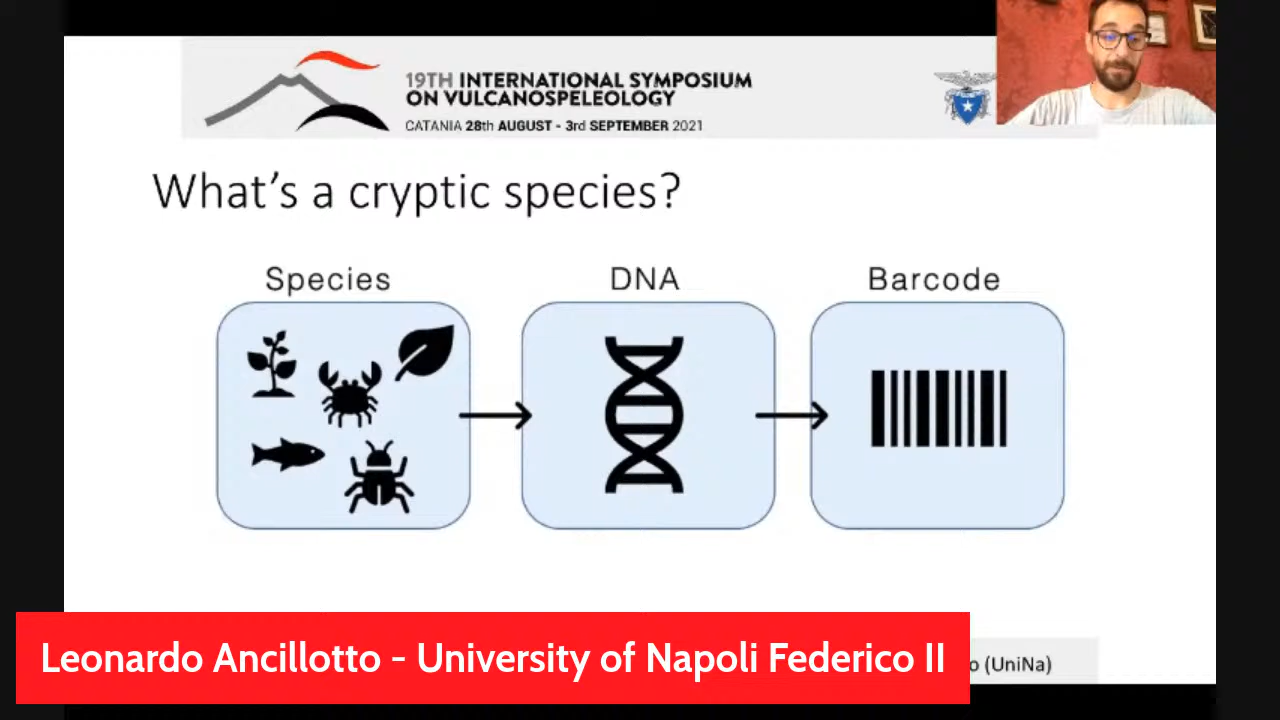 19TH INTERNATIONAL SYMPOSIUM
ON VULCANOSPELEOLOGY
CATANIA 28th AUGUST - 3rd SEPTEMBER 2021
What's a cryptic species?
Species
DNA
Barcode
Leonardo Ancillotto - University of Napoli Federico II
(UniNa)